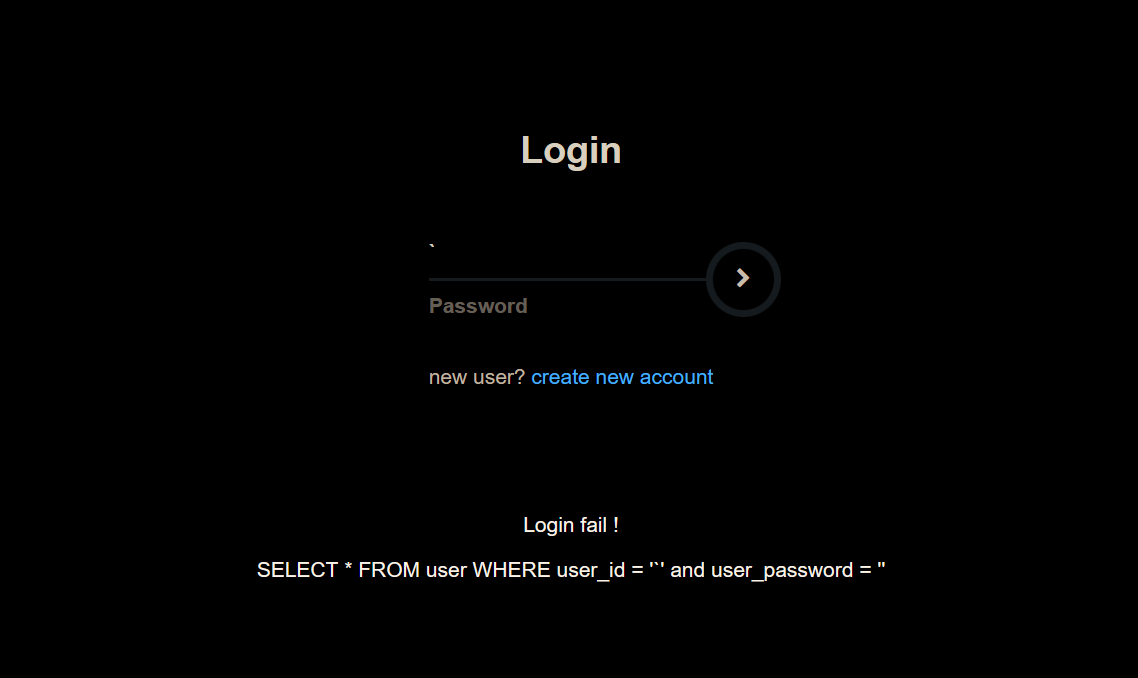 Login
`
Password
new user? create new account
Login fail !
SELECT * FROM user WHERE user_id = '`' and user_password = ''